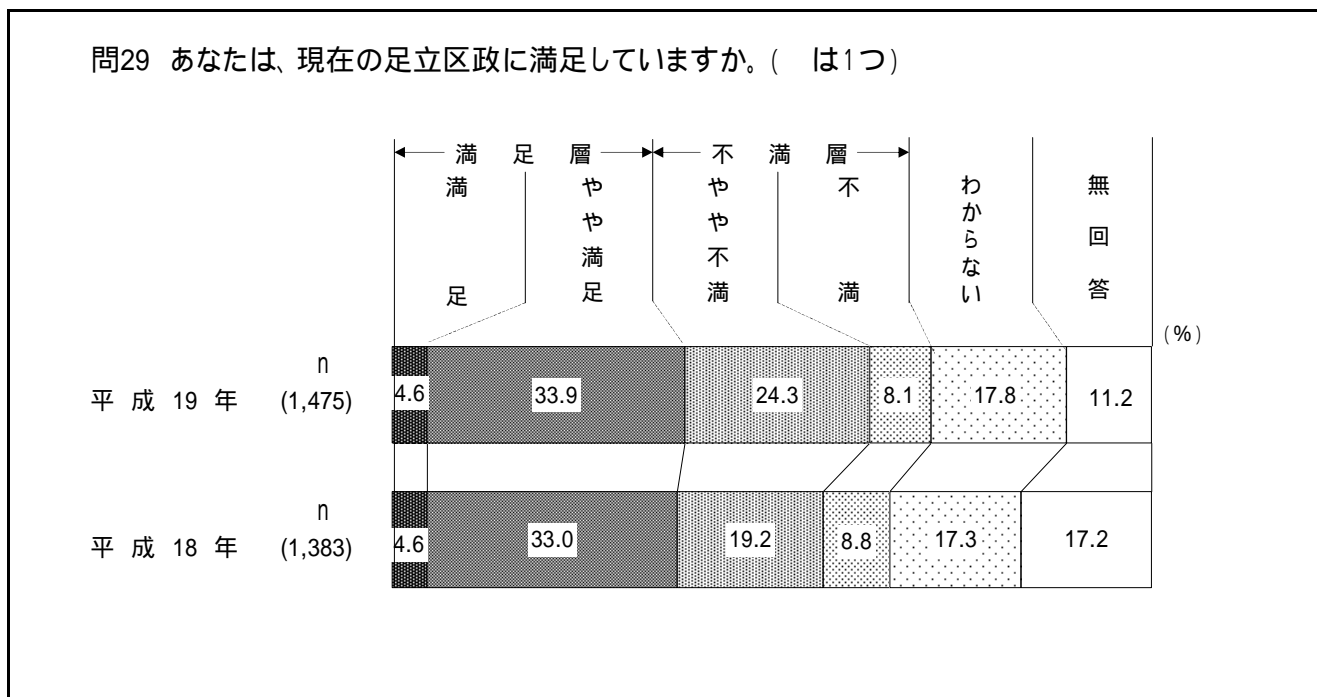 問29 あなたは、現在の足立区政に満足していますか。( は1つ)
満足層
不満層
満足
やや満足
やや不満
不満
わからない
無回答
(%)
n
平成19年 (1,475) 4.6 33.9 24.3 8.1 17.8 11.2
n
平成18年 (1,383) 4.6 33.0 19.2 8.8 17.3 17.2